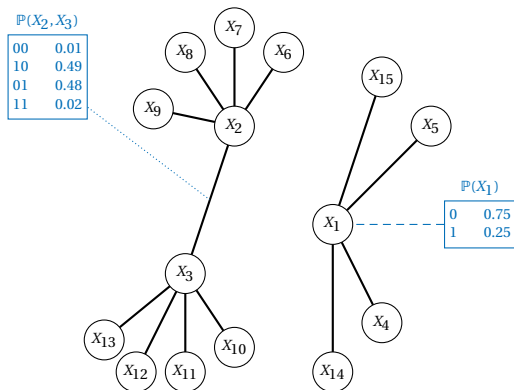 ℙ(X₂, X₃)
00 0.01
10 0.49
01 0.48
11 0.02
X₇
X₈
X₆
X₉
X₂
X₁₅
X₅
ℙ(X₁)
0 0.75
1 0.25
X₁
X₃
X₄
X₁₃
X₁₀
X₁₂
X₁₁
X₁₄